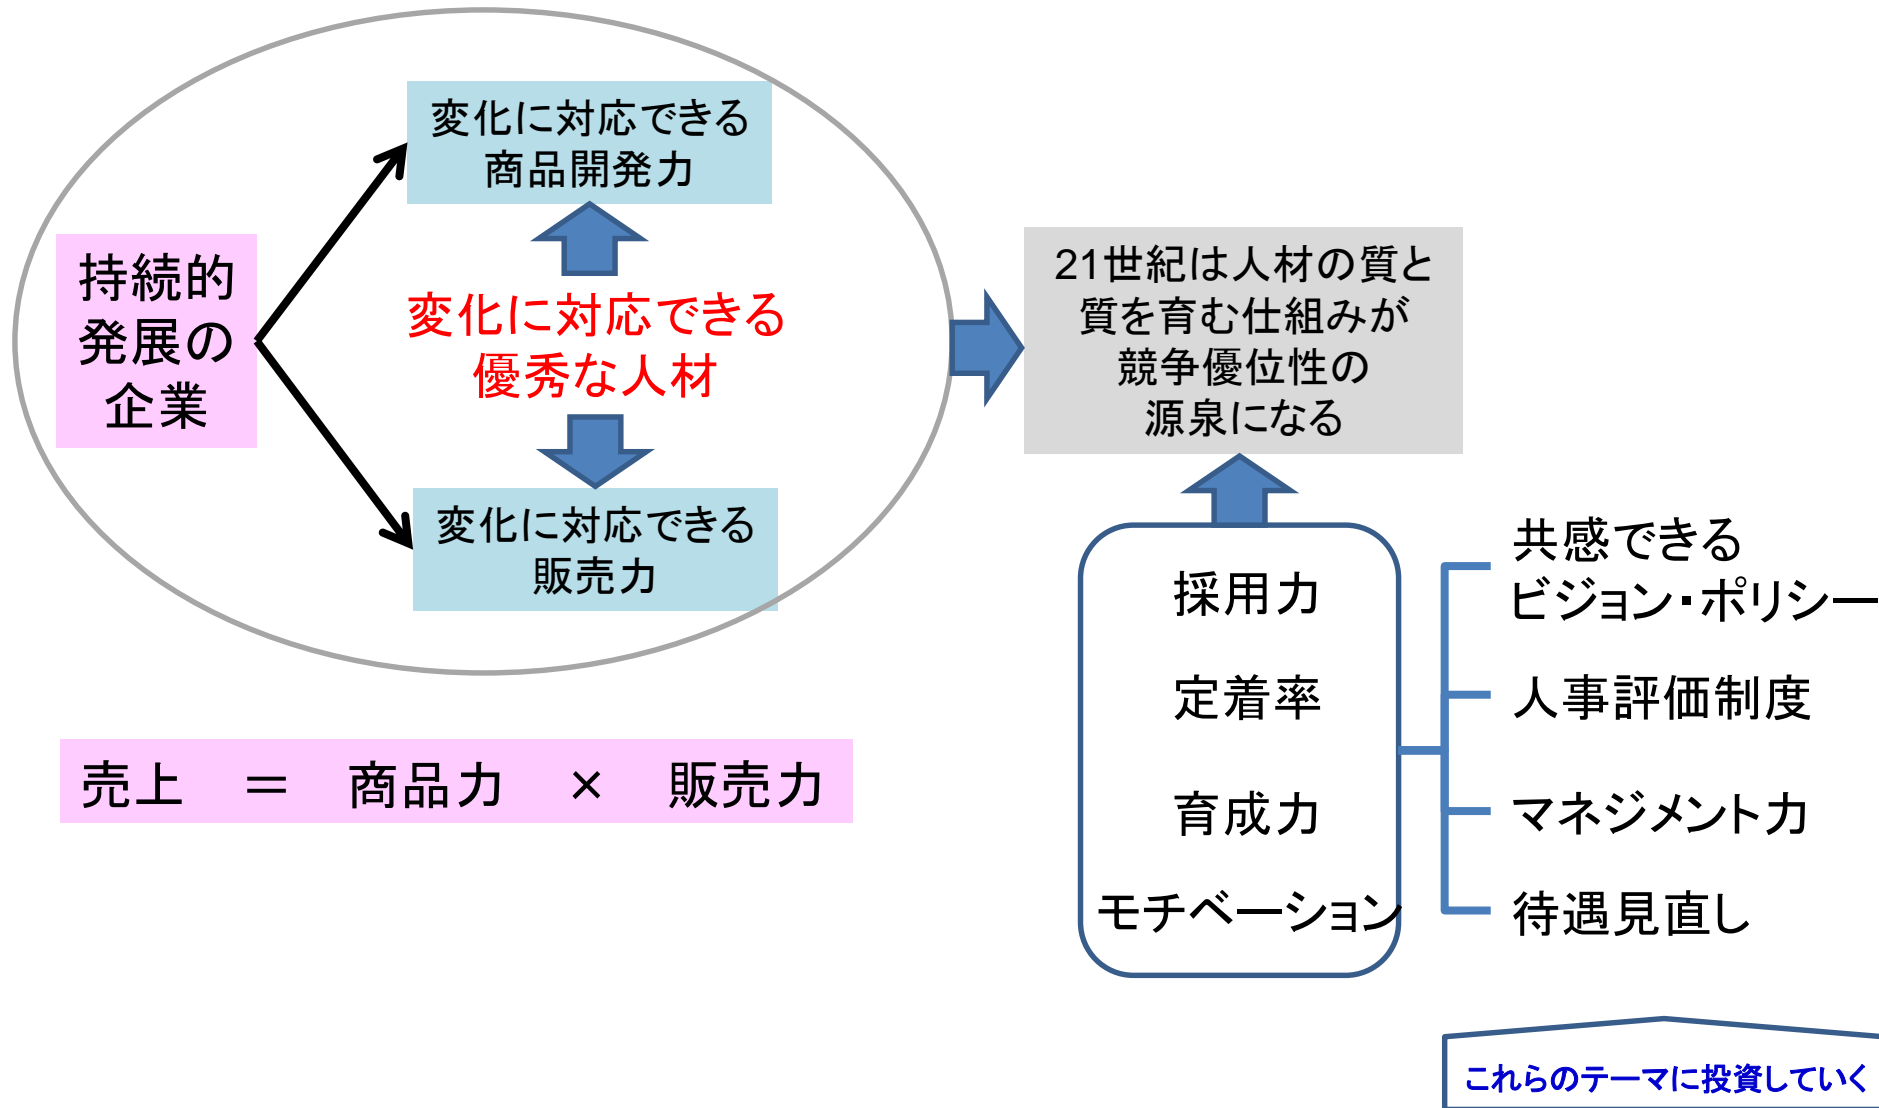 変化に対応できる
商品開発力
持続的
発展の
企業
変化に対応できる
優秀な人材
変化に対応できる
販売力
売上　＝　商品力　×　販売力
21世紀は人材の質と
質を育む仕組みが
競争優位性の
源泉になる
採用力
定着率
育成力
モチベーション
共感できる
ビジョン・ポリシー
人事評価制度
マネジメント力
待遇見直し
これらのテーマに投資していく